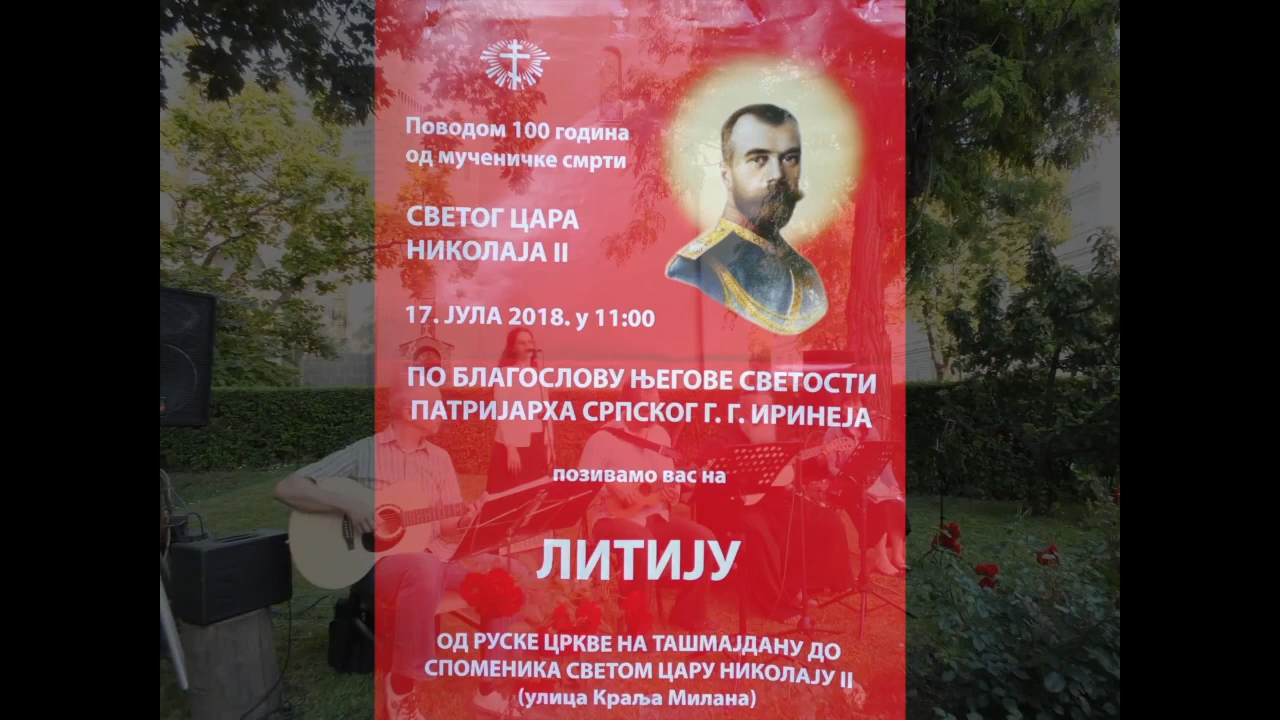 Поводом 100 година
од мученичке смрти
СВЕТОГ ЦАРА
НИКОЛАЈА II
17. ЈУЛА 2018. у 11:00
ПО БЛАГОСЛОВУ ЊЕГОВЕ СВЕТОСТИ
ПАТРИЈАРХА СРПСКОГ Г. Г. ИРИНЕЈА
позивамо вас на
ЛИТИЈУ
ОД РУСКЕ ЦРКВЕ НА ТАШМАЈДАНУ ДО
СПОМЕНИКА СВЕТОМ ЦАРУ НИКОЛАЈУ II
(улица Краља Милана)